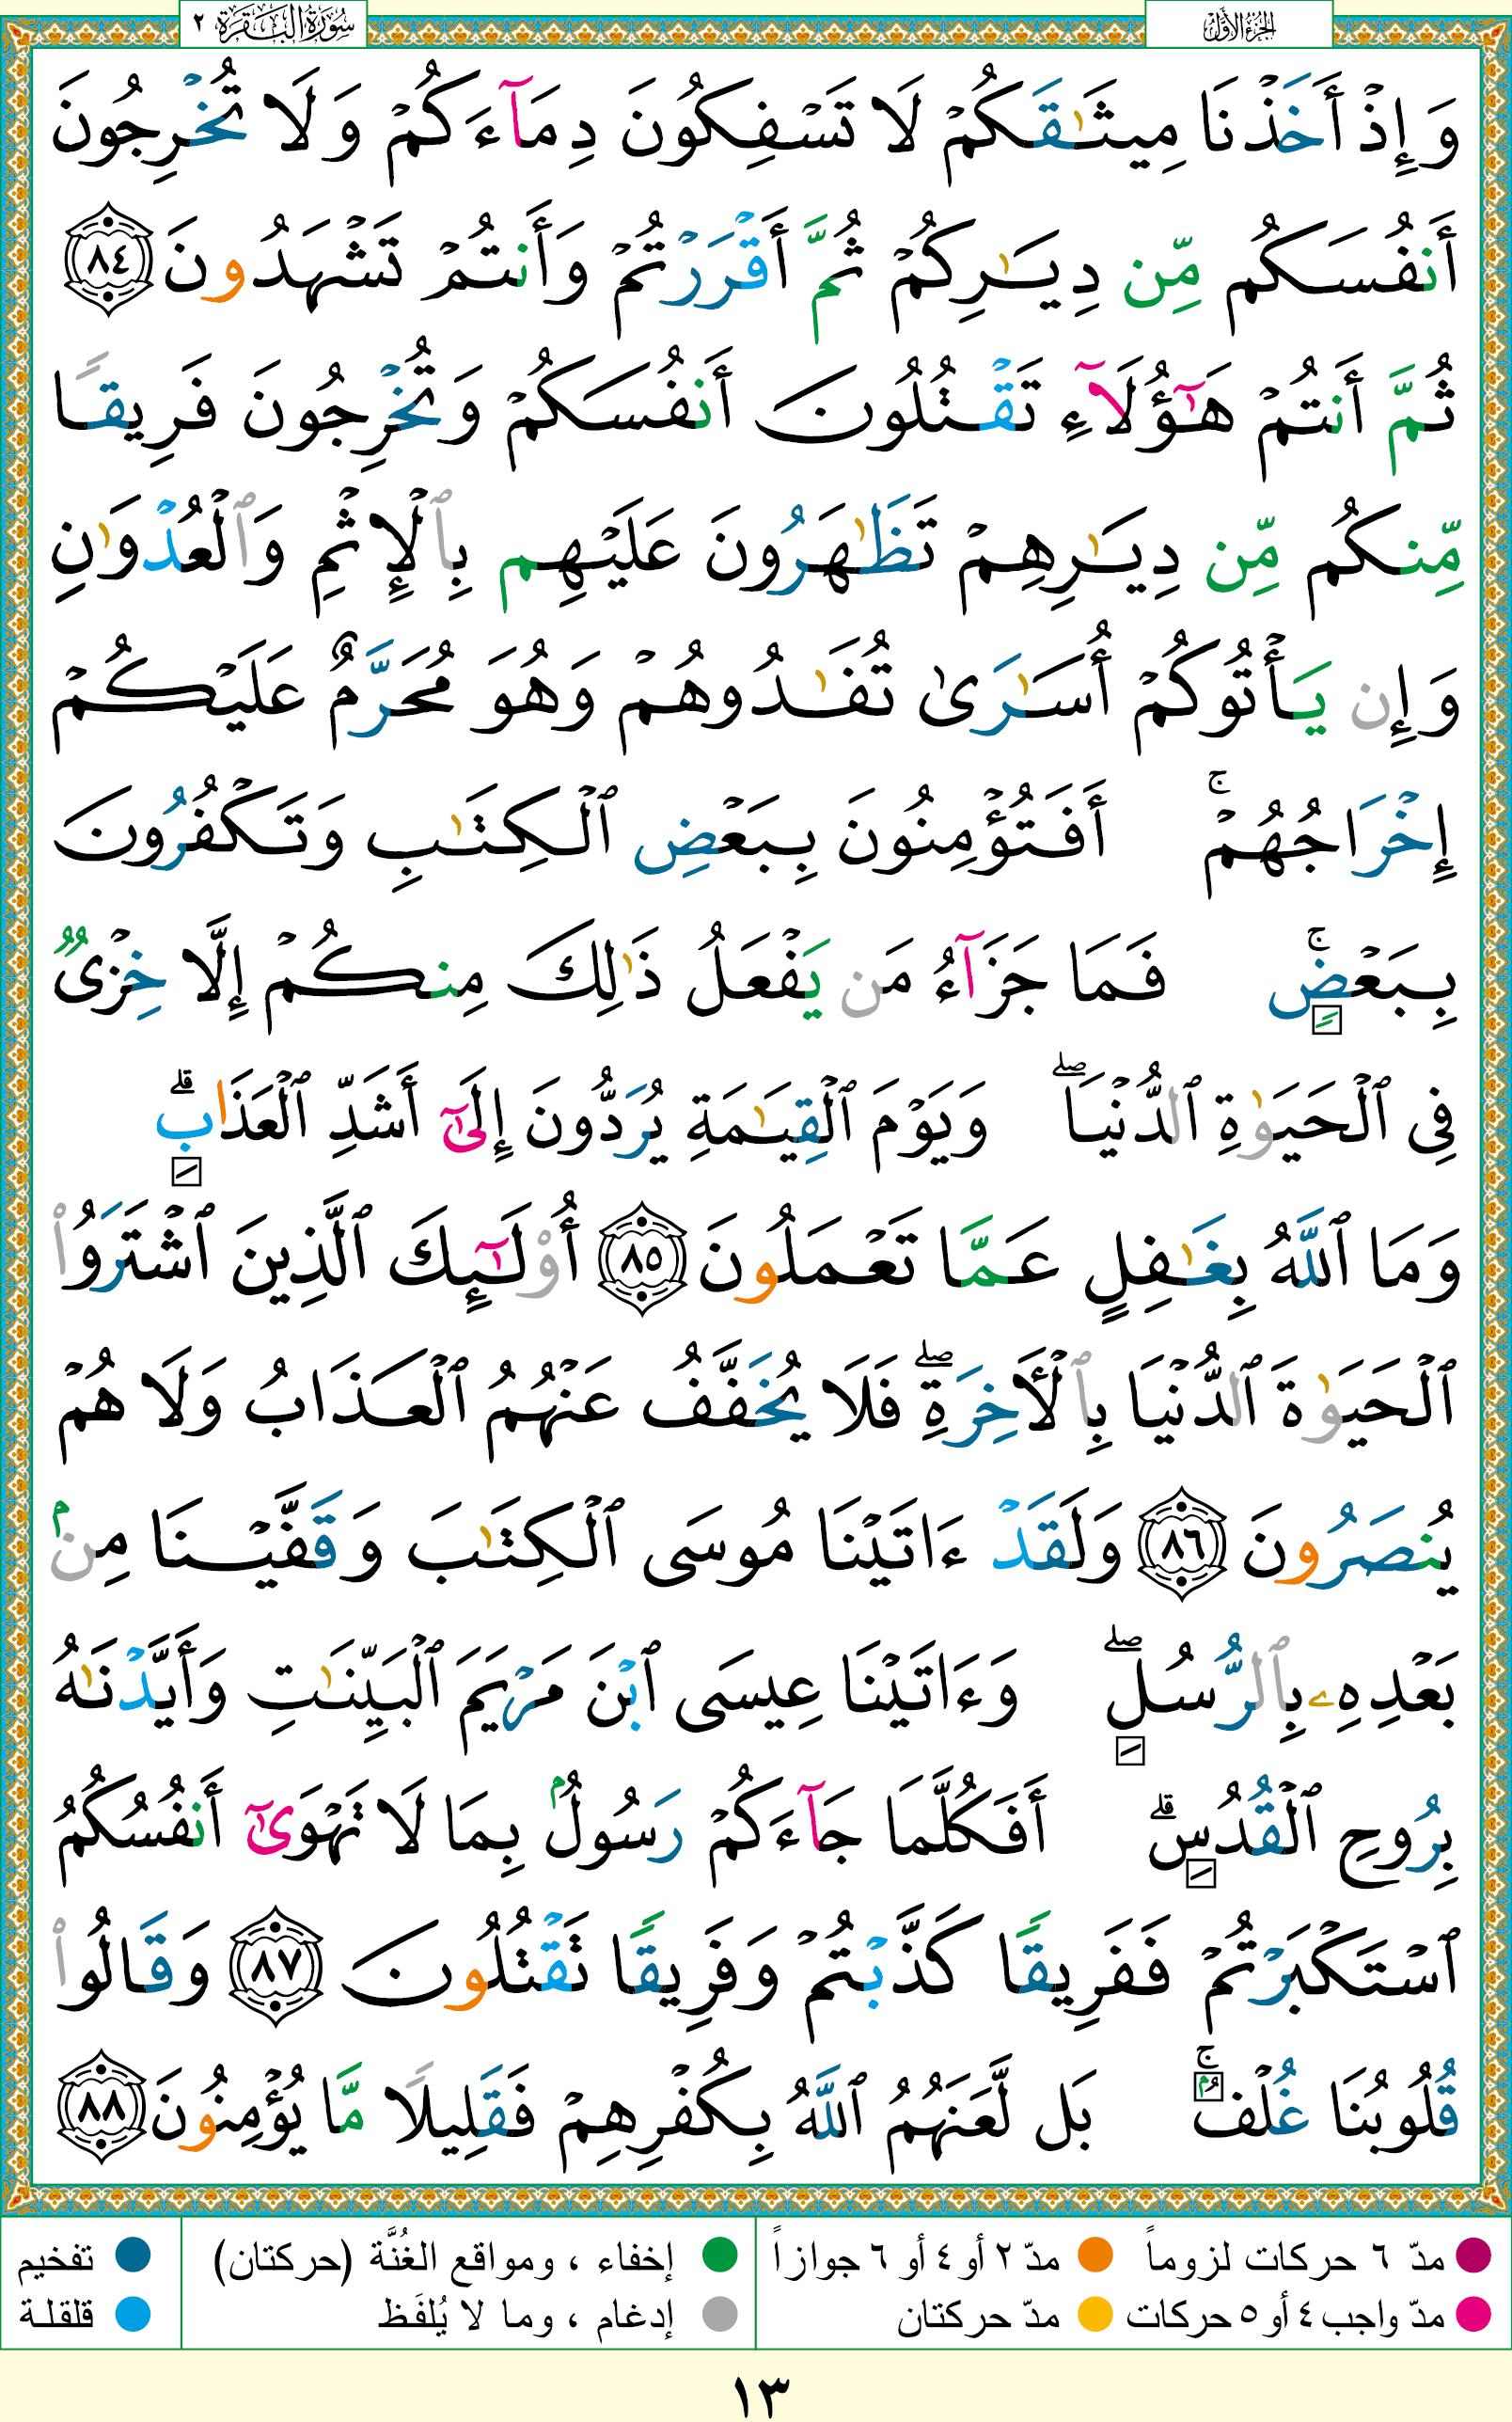 الجزء الأول
سورة البقرة ٢
وَإِذْ أَخَذْنَا مِيثَٰقَكُمْ لَا تَسْفِكُونَ دِمَآءَكُمْ وَلَا تُخْرِجُونَ
أَنفُسَكُم مِّن دِيَٰرِكُمْ ثُمَّ أَقْرَرْتُمْ وَأَنتُمْ تَشْهَدُونَ ٨٤
ثُمَّ أَنتُمْ هَٰٓؤُلَآءِ تَقْتُلُونَ أَنفُسَكُمْ وَتُخْرِجُونَ فَرِيقًا
مِّنكُم مِّن دِيَٰرِهِمْ تَظَٰهَرُونَ عَلَيْهِم بِٱلْإِثْمِ وَٱلْعُدْوَٰنِ
وَإِن يَأْتُوكُمْ أُسَٰرَىٰ تُفَٰدُوهُمْ وَهُوَ مُحَرَّمٌ عَلَيْكُمْ
إِخْرَاجُهُمْ ۚ أَفَتُؤْمِنُونَ بِبَعْضِ ٱلْكِتَٰبِ وَتَكْفُرُونَ
بِبَعْضٍ ۚ فَمَا جَزَآءُ مَن يَفْعَلُ ذَٰلِكَ مِنكُمْ إِلَّا خِزْىٌ
فِى ٱلْحَيَوٰةِ ٱلدُّنْيَا ۖ وَيَوْمَ ٱلْقِيَٰمَةِ يُرَدُّونَ إِلَىٰٓ أَشَدِّ ٱلْعَذَابِ ۗ
وَمَا ٱللَّهُ بِغَٰفِلٍ عَمَّا تَعْمَلُونَ ٨٥ أُو۟لَٰٓئِكَ ٱلَّذِينَ ٱشْتَرَوُا۟
ٱلْحَيَوٰةَ ٱلدُّنْيَا بِٱلْأَخِرَةِ ۖ فَلَا يُخَفَّفُ عَنْهُمُ ٱلْعَذَابُ وَلَا هُمْ
يُنصَرُونَ ٨٦ وَلَقَدْ ءَاتَيْنَا مُوسَى ٱلْكِتَٰبَ وَقَفَّيْنَا مِنۢ
بَعْدِهِۦ بِٱلرُّسُلِ ۖ وَءَاتَيْنَا عِيسَى ٱبْنَ مَرْيَمَ ٱلْبَيِّنَٰتِ وَأَيَّدْنَٰهُ
بِرُوحِ ٱلْقُدُسِ ۗ أَفَكُلَّمَا جَآءَكُمْ رَسُولٌۢ بِمَا لَا تَهْوَىٰٓ أَنفُسُكُمُ
ٱسْتَكْبَرْتُمْ فَفَرِيقًا كَذَّبْتُمْ وَفَرِيقًا تَقْتُلُونَ ٨٧ وَقَالُوا۟
قُلُوبُنَا غُلْفٌۢ ۚ بَل لَّعَنَهُمُ ٱللَّهُ بِكُفْرِهِمْ فَقَلِيلًا مَّا يُؤْمِنُونَ ٨٨
مدّ ٦ حركات لزوماً
مدّ ٢ أو ٤ أو ٦ جوازاً
إخفاء ، ومواقع الغُنَّة (حركتان)
تفخيم
مدّ واجب ٤ أو ٥ حركات
مدّ حركتان
إدغام ، وما لا يُلفَظ
قلقلة
١٣